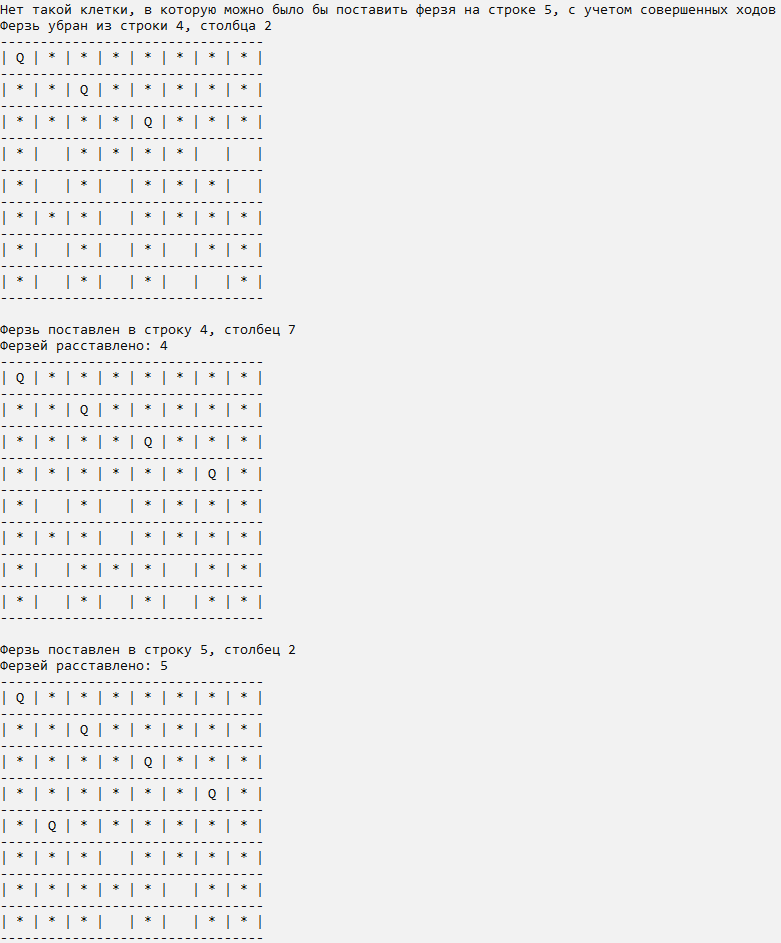 Нет такой клетки, в которую можно было бы поставить ферзя на строке 5, с учетом совершенных ходов
Ферзь убран из строки 4, столбца 2
---------------------------------
| Q | * | * | * | * | * | * | * |
---------------------------------
| * | * | Q | * | * | * | * | * |
---------------------------------
| * | * | * | * | Q | * | * | * |
---------------------------------
| * |   | * | * | * | * |   |   |
---------------------------------
| * |   | * |   | * | * | * |   |
---------------------------------
| * | * | * |   | * | * | * | * |
---------------------------------
| * |   | * |   | * |   | * | * |
---------------------------------
| * |   | * |   | * |   |   | * |
---------------------------------
Ферзь поставлен в строку 4, столбец 7
Ферзей расставлено: 4
---------------------------------
| Q | * | * | * | * | * | * | * |
---------------------------------
| * | * | Q | * | * | * | * | * |
---------------------------------
| * | * | * | * | Q | * | * | * |
---------------------------------
| * | * | * | * | * | * | Q | * |
---------------------------------
| * |   | * |   | * | * | * | * |
---------------------------------
| * | * | * |   | * | * | * | * |
---------------------------------
| * |   | * | * | * |   | * | * |
---------------------------------
| * |   | * |   | * |   | * | * |
---------------------------------
Ферзь поставлен в строку 5, столбец 2
Ферзей расставлено: 5
---------------------------------
| Q | * | * | * | * | * | * | * |
---------------------------------
| * | * | Q | * | * | * | * | * |
---------------------------------
| * | * | * | * | Q | * | * | * |
---------------------------------
| * | * | * | * | * | * | Q | * |
---------------------------------
| * | Q | * | * | * | * | * | * |
---------------------------------
| * | * | * |   | * | * | * | * |
---------------------------------
| * | * | * | * | * |   | * | * |
---------------------------------
| * | * | * |   | * |   | * | * |
---------------------------------